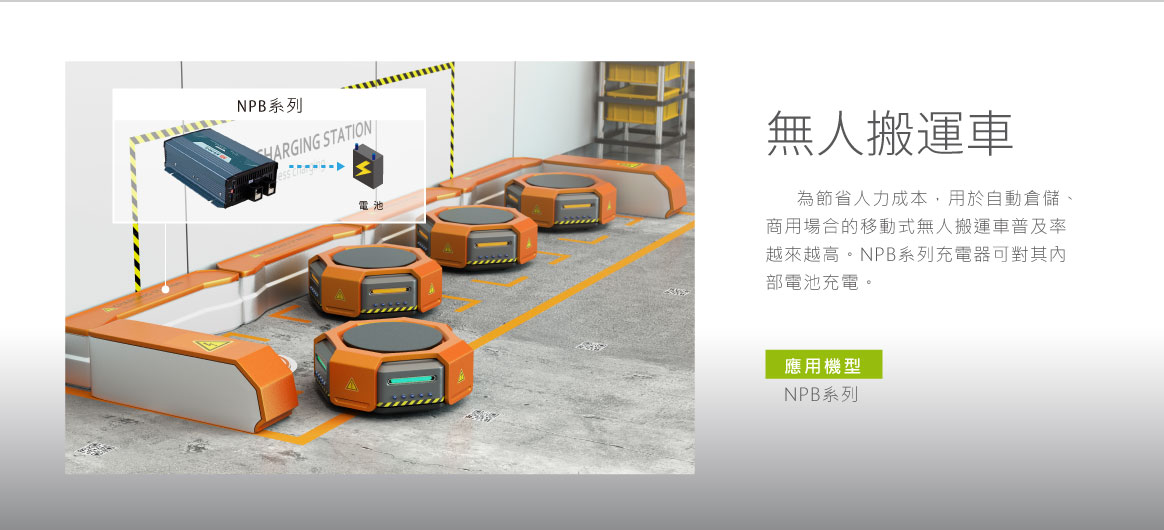 NPB系列
CHARGING STATION
ess Charging
電池
無人搬運車
為節省人力成本，用於自動倉儲、
商用場合的移動式無人搬運車普及率
越來越高。NPB系列充電器可對其內
部電池充電。
應用機型
NPB系列